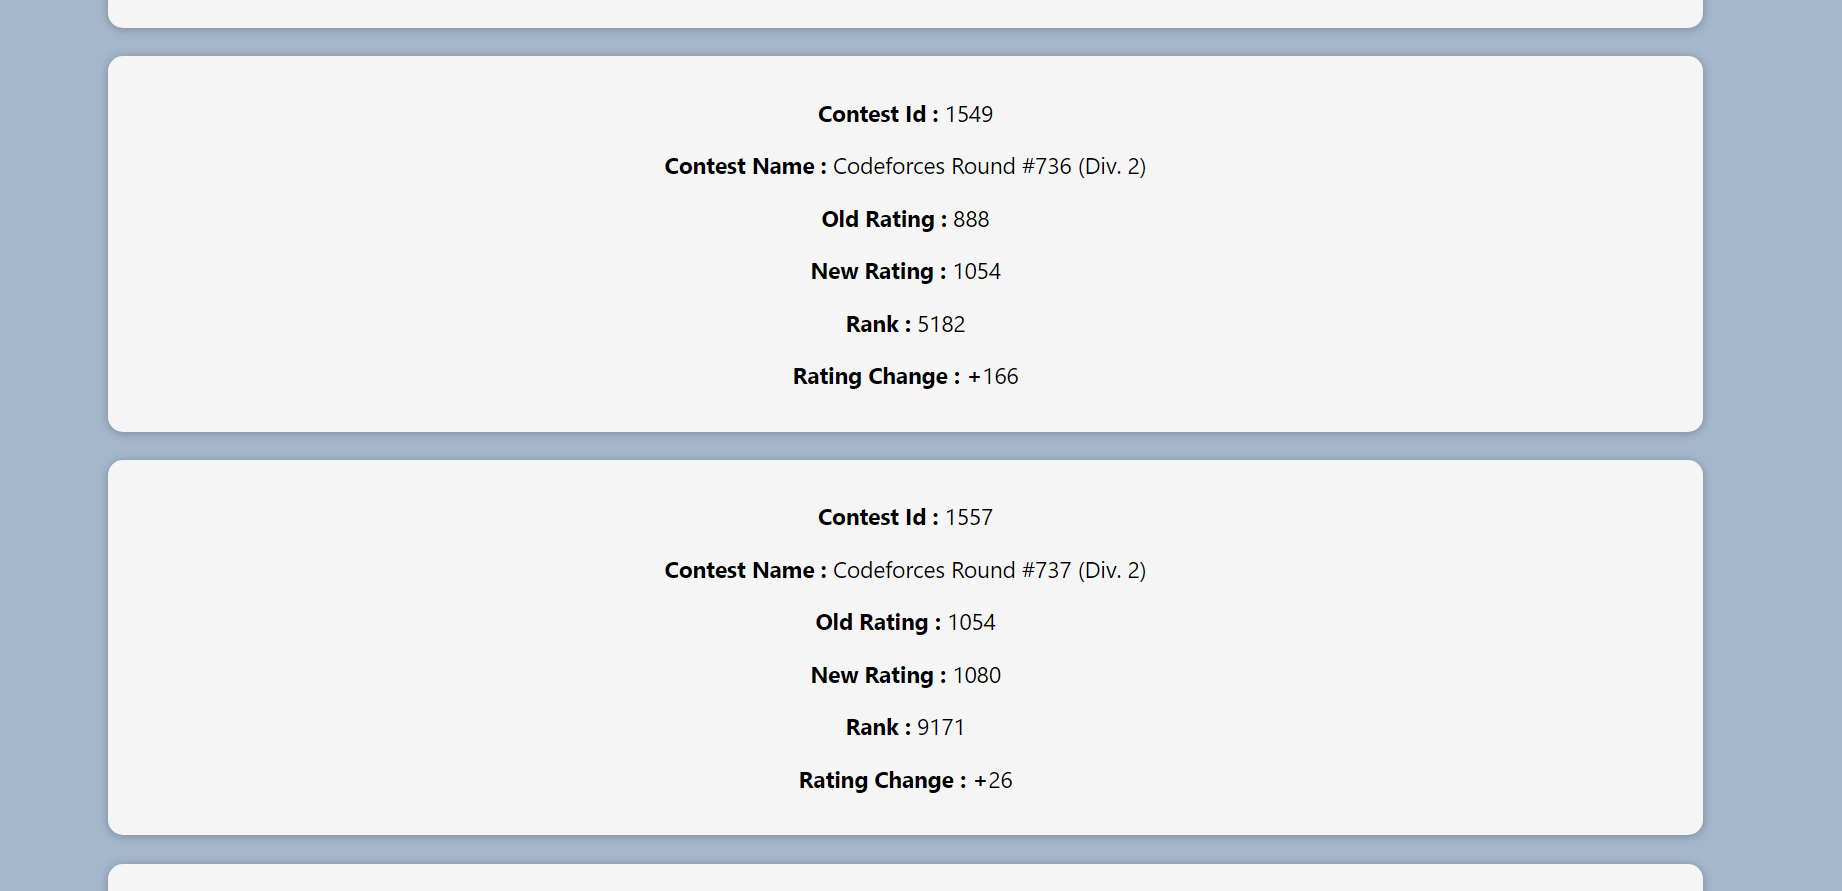 Contest Id : 1549
Contest Name : Codeforces Round #736 (Div. 2)
Old Rating : 888
New Rating : 1054
Rank : 5182
Rating Change : +166
Contest Id : 1557
Contest Name : Codeforces Round #737 (Div. 2)
Old Rating : 1054
New Rating : 1080
Rank : 9171
Rating Change : +26